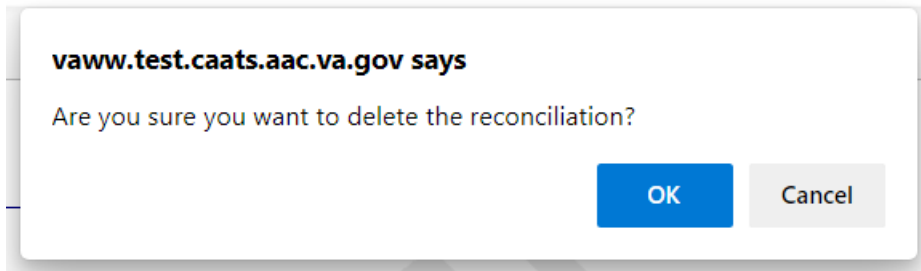 vaww.test.caats.aac.va.gov says
Are you sure you want to delete the reconciliation?
OK Cancel